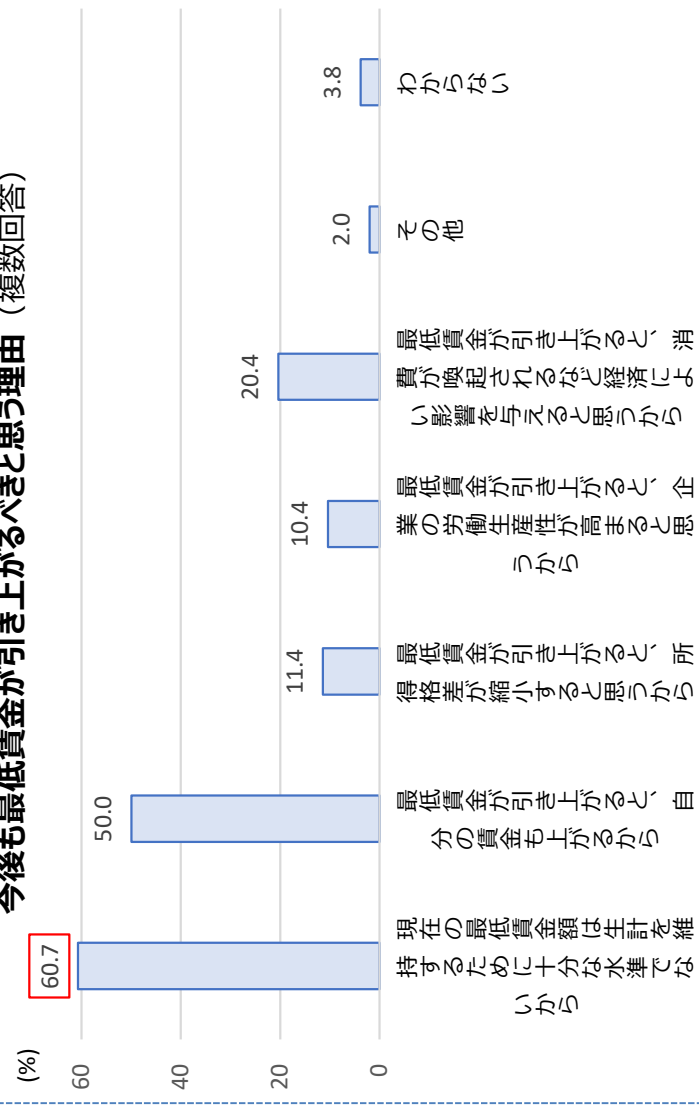 今後も最低賃金が引き上がるべきと思う理由（複数回答）
(%)
60
40
20
0
60.7
50.0
11.4
10.4
20.4
2.0
3.8
現在の最低賃金額は生計を維
持するために十分な水準でな
いから
最低賃金が引き上がると、自
分の賃金も上がるから
最低賃金が引き上がると、所
得格差が縮小すると思うから
最低賃金が引き上がると、企
業の労働生産性が高まると思
うから
最低賃金が引き上がると、消
費が喚起されるなど経済によ
い影響を与えると思うから
その他
わからない